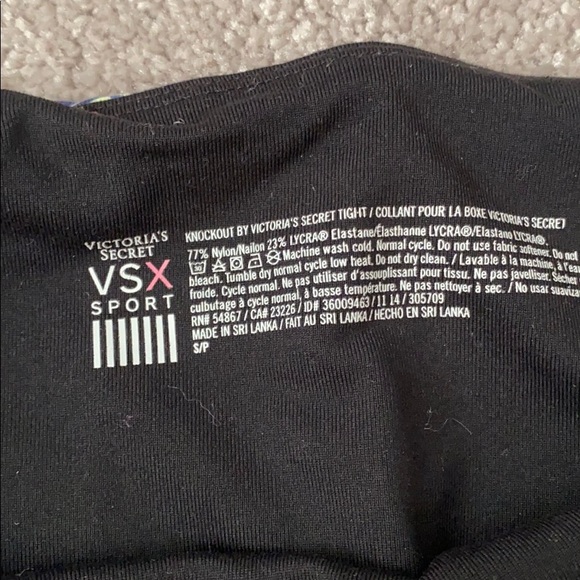 VICTORIA'S
SECRET
VSX
SPORT
KNOCKOUT BY VICTORIA'S SECRET TIGHT / COLLANT POUR LA BOXE VICTORIA'S SECRET
77% Nylon/Nailon 23% LYCRA® Elastane/Élasthanne LYCRA®/Elastano LYCRA®.
Machine wash cold. Normal cycle. Do not use fabric softener. Do not
bleach. Tumble dry normal cycle low heat. Do not dry clean. / Lavable à la machine, à l'eau
froide. Cycle normal. Ne pas utiliser d'assouplissant pour tissu. Ne pas javelliser. Sécher
culbutage à cycle normal, à basse température. Ne pas nettoyer à sec. / No usar suaviza
RN# 54867 / CA# 23226 / ID# 36009463 / 11 14 / 305709
MADE IN SRI LANKA / FAIT AU SRI LANKA / HECHO EN SRI LANKA
S/P